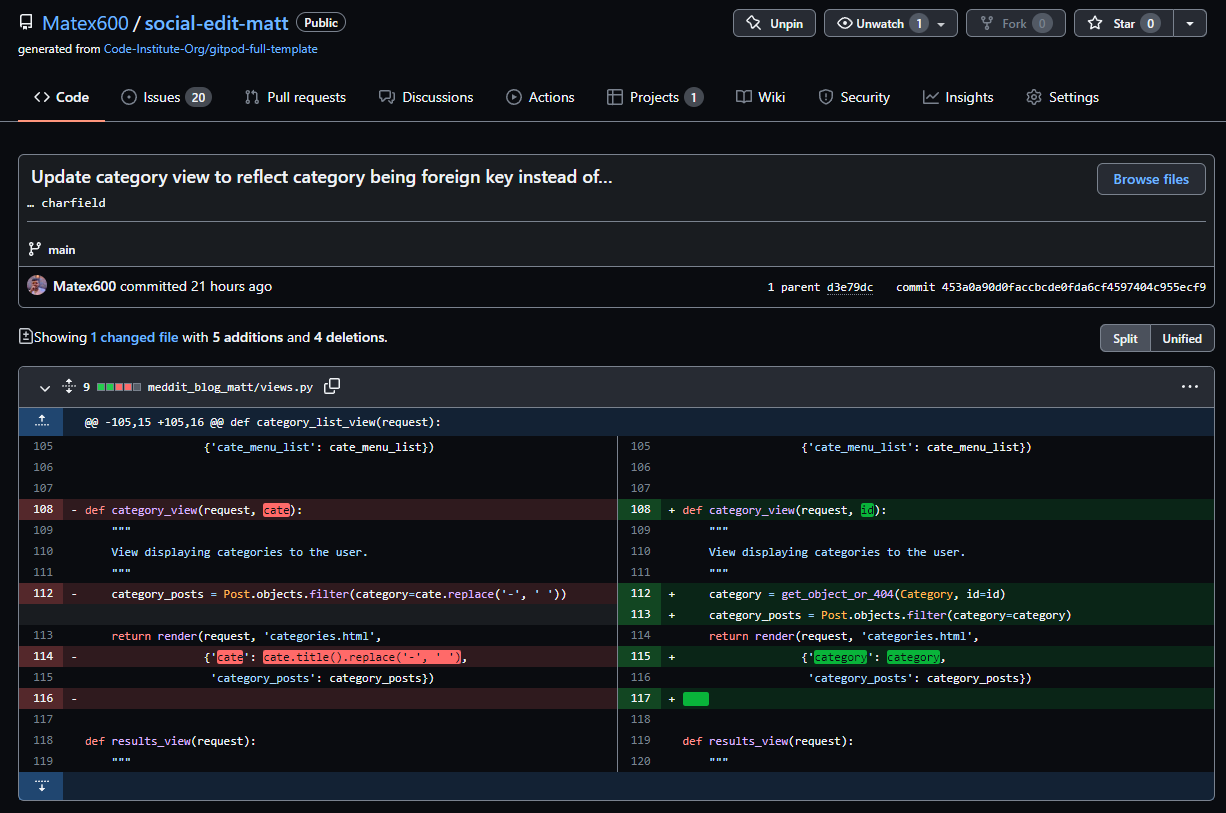 Matex600 / social-edit-matt Public
Unpin Unwatch 1 Fork 0 Star 0
generated from Code-Institute-Org/gitpod-full-template
Code Issues 20 Pull requests Discussions Actions Projects 1 Wiki Security Insights Settings
Update category view to reflect category being foreign key instead of…
Browse files
… charfield
main
Matex600 committed 21 hours ago
1 parent d3e79dc commit 453a0a90d0faccbcde0fda6cf4597404c955ecf9
Showing 1 changed file with 5 additions and 4 deletions.
Split Unified
9 meddit_blog_matt/views.py
@@ -105,15 +105,16 @@ def category_list_view(request):
105 {'cate_menu_list': cate_menu_list})
106
107
108 - def category_view(request, cate):
109 """
110 View displaying categories to the user.
111 """
112 - category_posts = Post.objects.filter(category=cate.replace('-', ' '))
113 return render(request, 'categories.html',
114 - {'cate': cate.title().replace('-', ' '),
115 'category_posts': category_posts})
116 -
117
118 def results_view(request):
119 """
105 {'cate_menu_list': cate_menu_list})
106
107
108 + def category_view(request, id):
109 """
110 View displaying categories to the user.
111 """
112 + category = get_object_or_404(Category, id=id)
113 + category_posts = Post.objects.filter(category=category)
114 return render(request, 'categories.html',
115 + {'category': category,
116 'category_posts': category_posts})
117 +
118
119 def results_view(request):
120 """